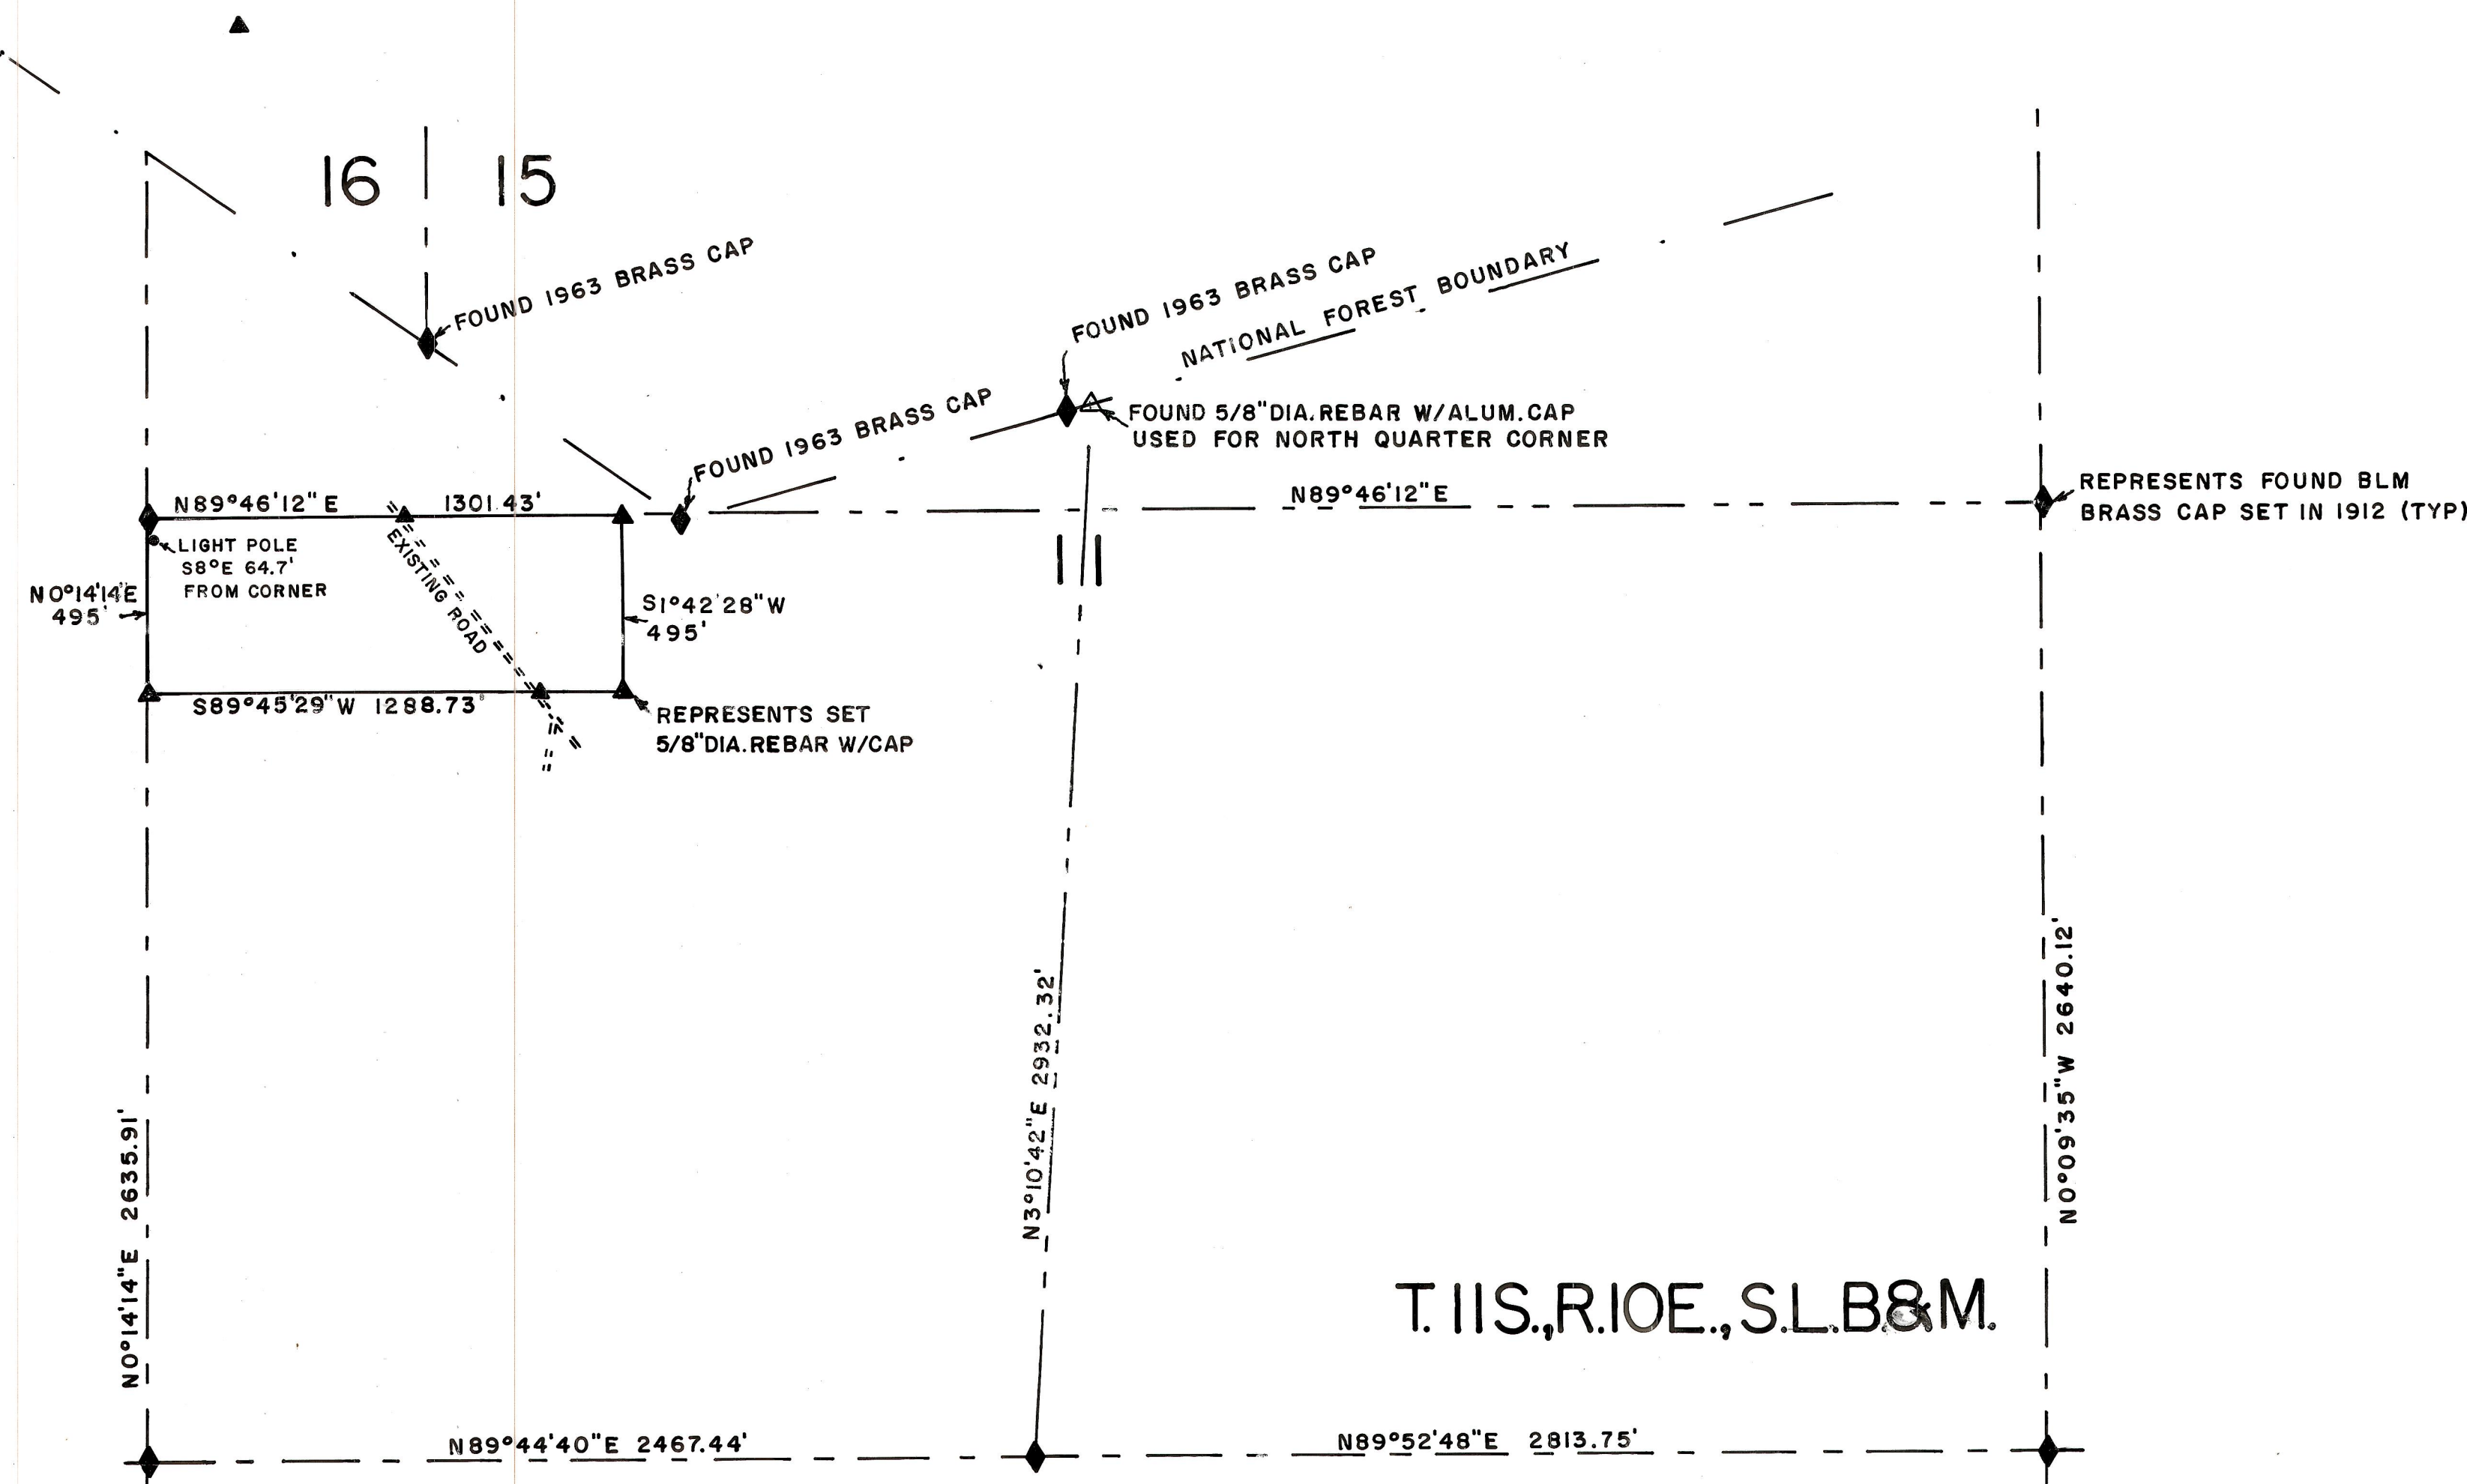 16
15
FOUND 1963 BRASS CAP
FOUND 1963 BRASS CAP
NATIONAL FOREST BOUNDARY
FOUND 1963 BRASS CAP
FOUND 5/8" DIA. REBAR W/ALUM. CAP
USED FOR NORTH QUARTER CORNER
N89°46'12"E 1301.43'
N89°46'12"E
REPRESENTS FOUND BLM
BRASS CAP SET IN 1912 (TYP)
LIGHT POLE
S8°E 64.7'
FROM CORNER
EXISTING ROAD
11
N0°14'14"E
495'
S1°42'28"W
495'
S89°45'29"W 1288.73'
REPRESENTS SET
5/8"DIA.REBAR W/CAP
N0°14'14"E 2635.91'
N3°10'42"E 2932.32'
N0°09'35"W 2640.12'
T.11S.,R.10E.,S.L.B.&M.
N89°44'40"E 2467.44'
N89°52'48"E 2813.75'